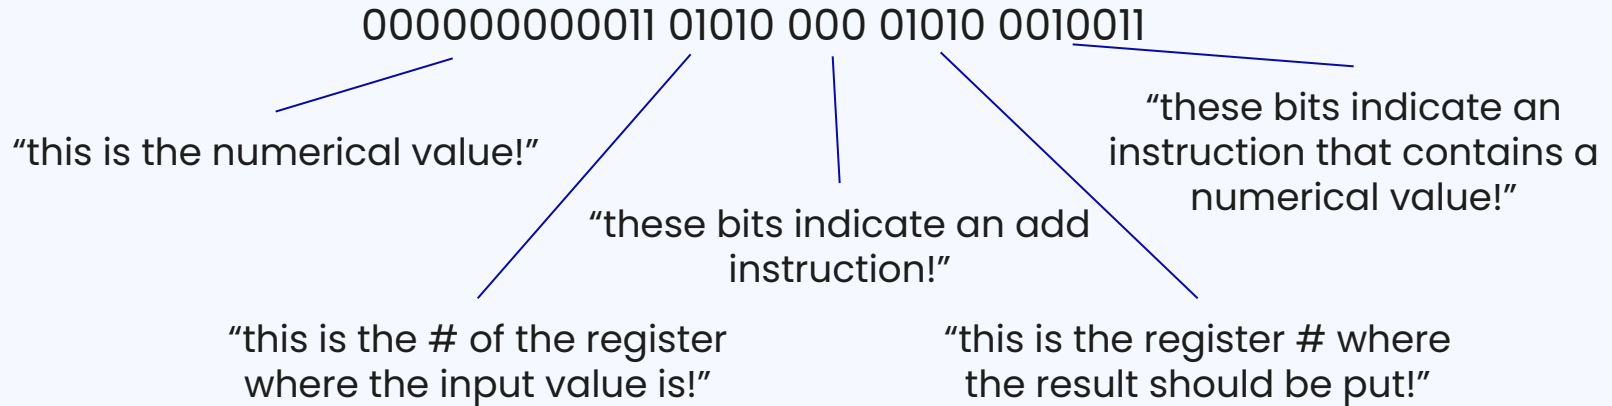 000000000011 01010 000 01010 0010011
“this is the numerical value!”
“these bits indicate an
instruction that contains a
numerical value!”
“these bits indicate an add
instruction!”
“this is the # of the register
where the input value is!”
“this is the register # where
the result should be put!”